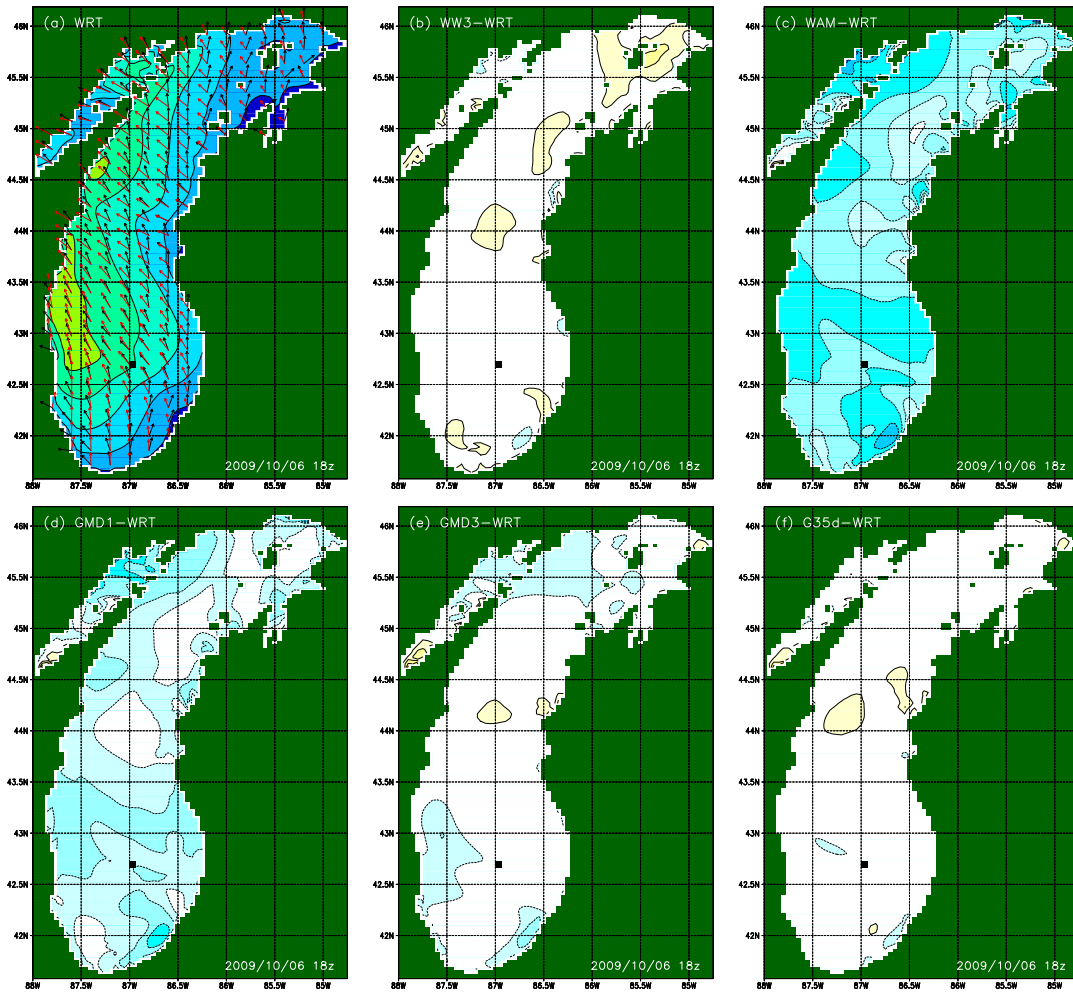 (a) WRT
46N
45.5N
45N
44.5N
44N
43.5N
43N
42.5N
42N
2009/10/06 18z
88W 87.5W 87W 86.5W 86W 85.5W 85W
(b) WW3-WRT
46N
45.5N
45N
44.5N
44N
43.5N
43N
42.5N
42N
2009/10/06 18z
88W 87.5W 87W 86.5W 86W 85.5W 85W
(c) WAM-WRT
46N
45.5N
45N
44.5N
44N
43.5N
43N
42.5N
42N
2009/10/06 18z
88W 87.5W 87W 86.5W 86W 85.5W 85W
(d) GMD1-WRT
46N
45.5N
45N
44.5N
44N
43.5N
43N
42.5N
42N
2009/10/06 18z
88W 87.5W 87W 86.5W 86W 85.5W 85W
(e) GMD3-WRT
46N
45.5N
45N
44.5N
44N
43.5N
43N
42.5N
42N
2009/10/06 18z
88W 87.5W 87W 86.5W 86W 85.5W 85W
(f) G35d-WRT
46N
45.5N
45N
44.5N
44N
43.5N
43N
42.5N
42N
2009/10/06 18z
88W 87.5W 87W 86.5W 86W 85.5W 85W